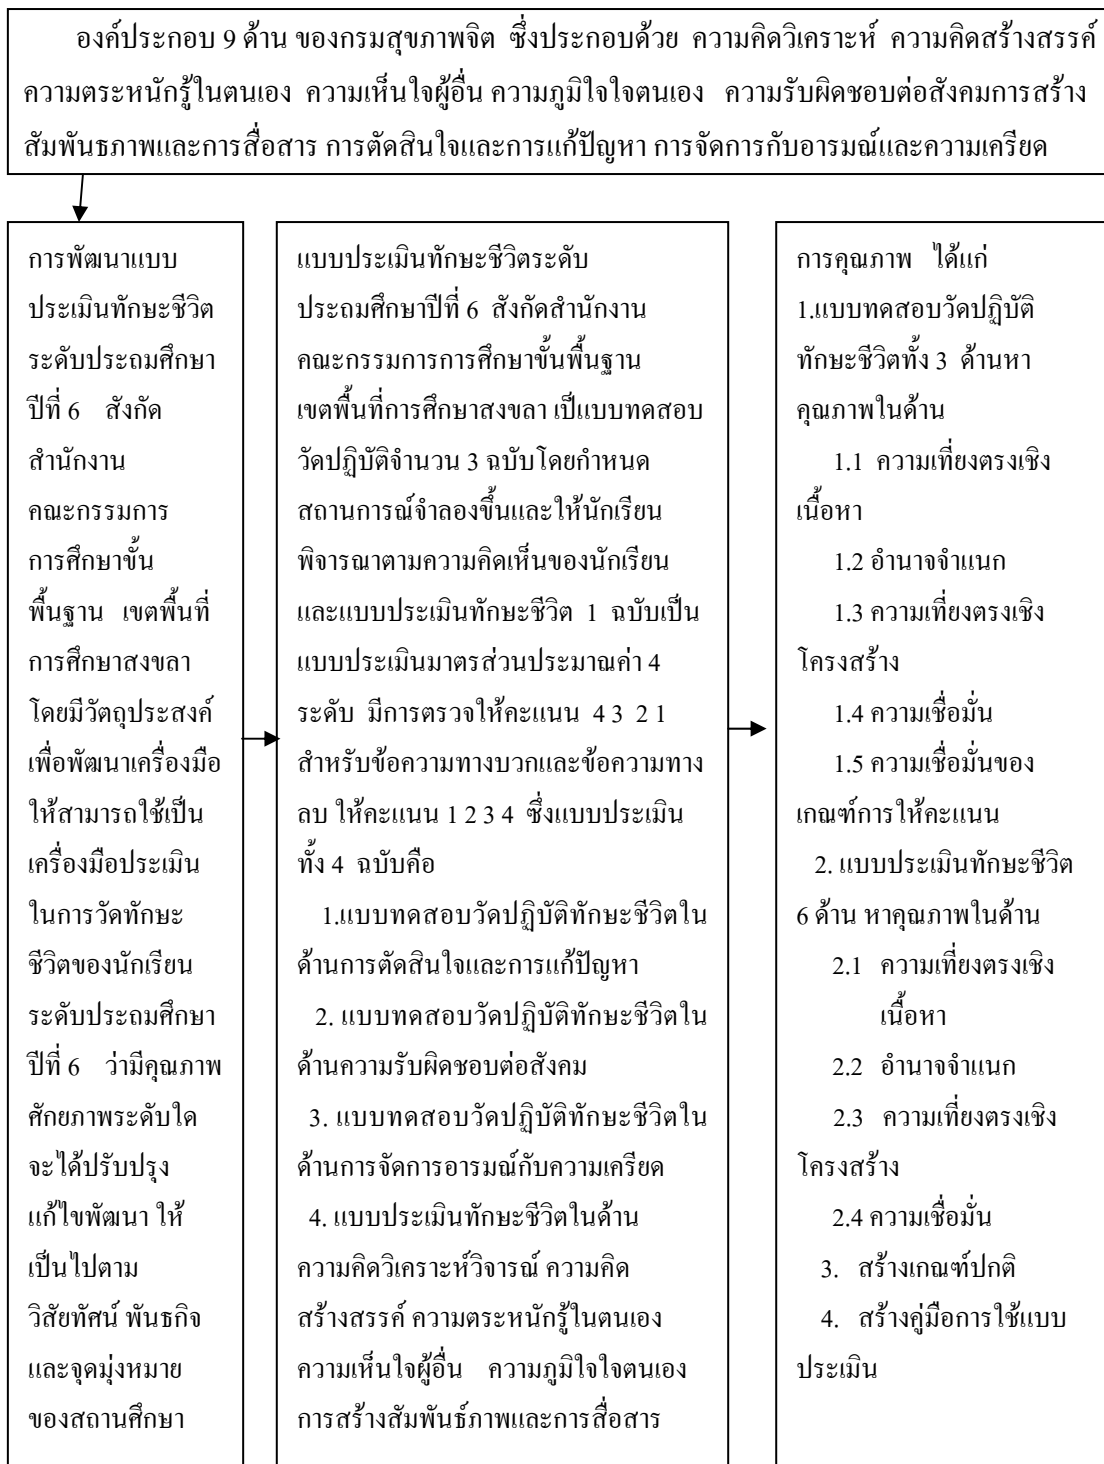 องค์ประกอบ 9 ด้าน ของกรมสุขภาพจิต ซึ่งประกอบด้วย ความคิดวิเคราะห์ ความคิดสร้างสรรค์
ความตระหนักรู้ในตนเอง ความเห็นใจผู้อื่น ความภูมิใจใจตนเอง ความรับผิดชอบต่อสังคมการสร้าง
สัมพันธภาพและการสื่อสาร การตัดสินใจและการแก้ปัญหา การจัดการกับอารมณ์และความเครียด
การพัฒนาแบบ
ประเมินทักษะชีวิต
ระดับประถมศึกษา
ปีที่ 6 สังกัด
สำนักงาน
คณะกรรมการ
การศึกษาขั้น
พื้นฐาน เขตพื้นที่
การศึกษาสงขลา
โดยมีวัตถุประสงค์
เพื่อพัฒนาเครื่องมือ
ให้สามารถใช้เป็น
เครื่องมือประเมิน
ในการวัดทักษะ
ชีวิตของนักเรียน
ระดับประถมศึกษา
ปีที่ 6 ว่ามีคุณภาพ
ศักยภาพระดับใด
จะได้ปรับปรุง
แก้ไขพัฒนา ให้
เป็นไปตาม
วิสัยทัศน์ พันธกิจ
และจุดมุ่งหมาย
ของสถานศึกษา
แบบประเมินทักษะชีวิตระดับ
ประถมศึกษาปีที่ 6 สังกัดสำนักงาน
คณะกรรมการการศึกษาขั้นพื้นฐาน
เขตพื้นที่การศึกษาสงขลา เป็แบบทดสอบ
วัดปฏิบัติจำนวน 3 ฉบับโดยกำหนด
สถานการณ์จำลองขึ้นและให้นักเรียน
พิจารณาตามความคิดเห็นของนักเรียน
และแบบประเมินทักษะชีวิต 1 ฉบับเป็น
แบบประเมินมาตรส่วนประมาณค่า 4
ระดับ มีการตรวจให้คะแนน 4 3 2 1
สำหรับข้อความทางบวกและข้อความทาง
ลบ ให้คะแนน 1 2 3 4 ซึ่งแบบประเมิน
ทั้ง 4 ฉบับคือ
1.แบบทดสอบวัดปฏิบัติทักษะชีวิตใน
ด้านการตัดสินใจและการแก้ปัญหา
2. แบบทดสอบวัดปฏิบัติทักษะชีวิตใน
ด้านความรับผิดชอบต่อสังคม
3. แบบทดสอบวัดปฏิบัติทักษะชีวิตใน
ด้านการจัดการอารมณ์กับความเครียด
4. แบบประเมินทักษะชีวิตในด้าน
ความคิดวิเคราะห์วิจารณ์ ความคิด
สร้างสรรค์ ความตระหนักรู้ในตนเอง
ความเห็นใจผู้อื่น ความภูมิใจใจตนเอง
การสร้างสัมพันธ์ภาพและการสื่อสาร
การคุณภาพ ได้แก่
1.แบบทดสอบวัดปฏิบัติ
ทักษะชีวิตทั้ง 3 ด้านหา
คุณภาพในด้าน
1.1 ความเที่ยงตรงเชิง
เนื้อหา
1.2 อำนาจจำแนก
1.3 ความเที่ยงตรงเชิง
โครงสร้าง
1.4 ความเชื่อมั่น
1.5 ความเชื่อมั่นของ
เกณฑ์การให้คะแนน
2. แบบประเมินทักษะชีวิต
6 ด้าน หาคุณภาพในด้าน
2.1 ความเที่ยงตรงเชิง
เนื้อหา
2.2 อำนาจจำแนก
2.3 ความเที่ยงตรงเชิง
โครงสร้าง
2.4 ความเชื่อมั่น
3. สร้างเกณฑ์ปกติ
4. สร้างคู่มือการใช้แบบ
ประเมิน